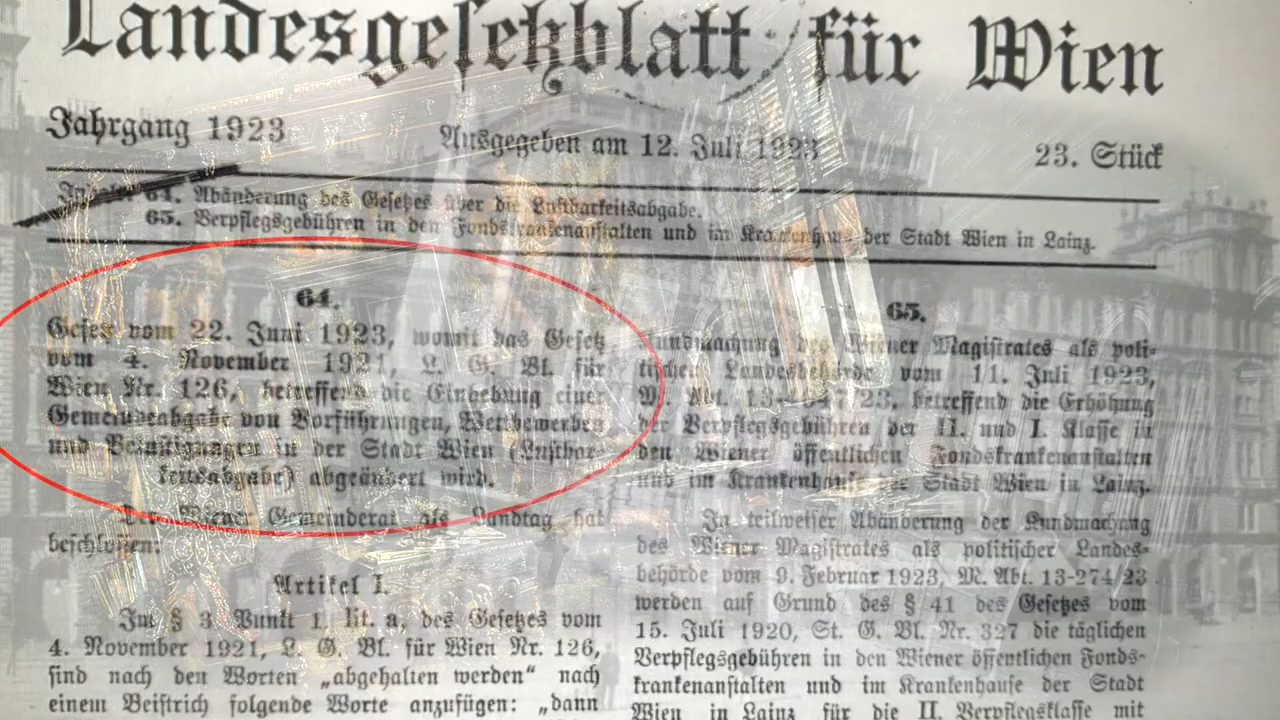 Landesgesetzblatt für Wien
Jahrgang 1923 Ausgegeben am 12. Juli 1923 23. Stück
Inhalt: 64. Abänderung des Gesetzes über die Lustbarkeitsabgabe.
65. Verpflegsgebühren in den Fondskrankenanstalten und im Krankenhaus der Stadt Wien in Lainz.
64.
Gesetz vom 22. Juni 1923, womit das Gesetz
vom 4. November 1921, L. G. Bl. für
Wien Nr. 126, betreffend die Einhebung einer
Gemeindeabgabe von Vorführungen, Wettbewerben
und Belustigungen in der Stadt Wien (Lustbar-
keitsabgabe) abgeändert wird.
Der Wiener Gemeinderat als Landtag hat
beschlossen:
Artikel I.
Im § 3 Punkt 1, lit. a, des Gesetzes vom
4. November 1921, L. G. Bl. für Wien Nr. 126,
sind nach den Worten „abgehalten werden“ nach
einem Beistrich folgende Worte anzufügen: „dann
65.
Kundmachung des Wiener Magistrates als poli-
tischer Landesbehörde vom 11. Juli 1923,
M. Abt. 23, betreffend die Erhöhung
der Verpflegsgebühren der II. und I. Klasse in
den Wiener öffentlichen Fondskrankenanstalten
und im Krankenhause der Stadt Wien in Lainz.
In teilweiser Abänderung der Kundmachung
des Wiener Magistrates als politischer Landes-
behörde vom 9. Februar 1923, M. Abt. 13-274/23
werden auf Grund des § 41 des Gesetzes vom
15. Juli 1920, St. G. Bl. Nr. 327 die täglichen
Verpflegsgebühren in den Wiener öffentlichen Fonds-
krankenanstalten und im Krankenhause der Stadt
Wien in Lainz für die II. Verpflegsklasse mit